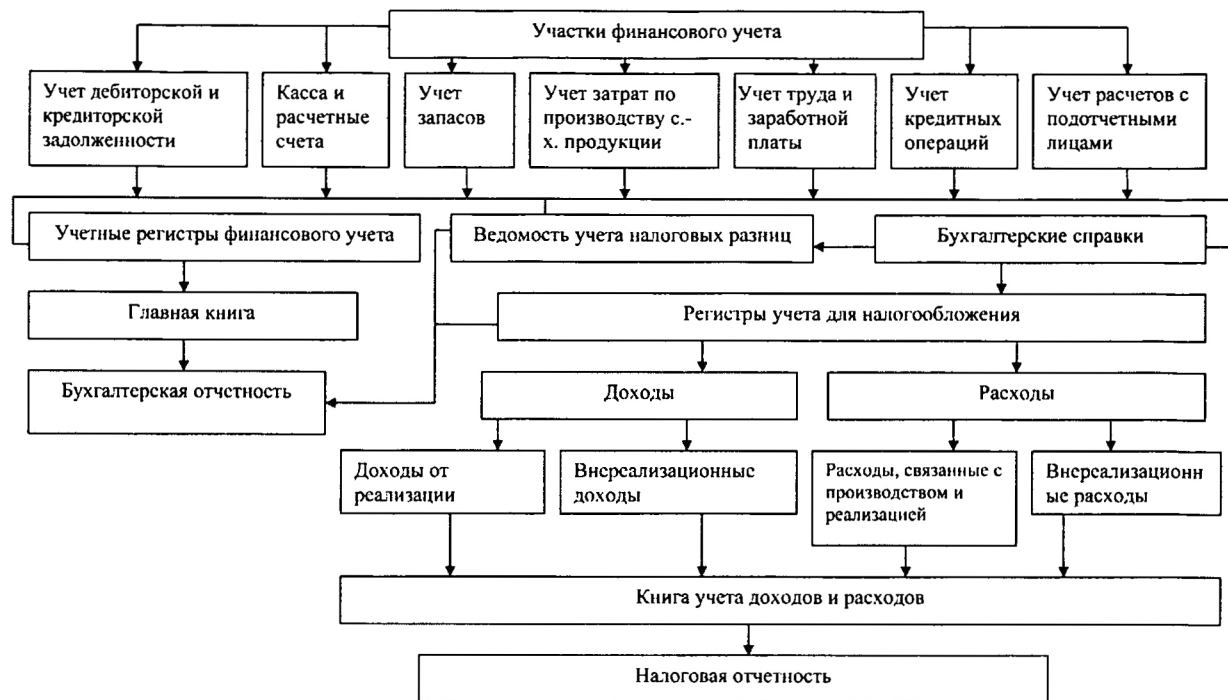 Участки финансового учета
Учет дебиторской и
кредиторской
задолженности
Касса и
расчетные
счета
Учет
запасов
Учет затрат по
производству с.-
х. продукции
Учет труда и
заработной
платы
Учет
кредитных
операций
Учет расчетов с
подотчетными
лицами
Учетные регистры финансового учета
Ведомость учета налоговых разниц
Бухгалтерские справки
Главная книга
Регистры учета для налогообложения
Бухгалтерская отчетность
Доходы
Расходы
Доходы от
реализации
Внереализационные
доходы
Расходы, связанные с
производством и
реализацией
Внереализационн
ые расходы
Книга учета доходов и расходов
Налоговая отчетность